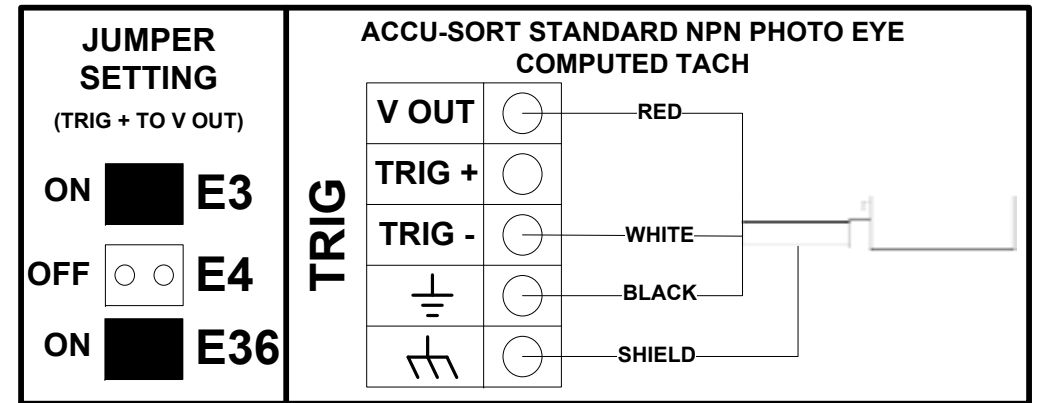 JUMPER
SETTING
(TRIG + TO V OUT)
ON E3
OFF E4
ON E36
ACCU-SORT STANDARD NPN PHOTO EYE
COMPUTED TACH
TRIG
V OUT RED
TRIG +
TRIG - WHITE
BLACK
SHIELD